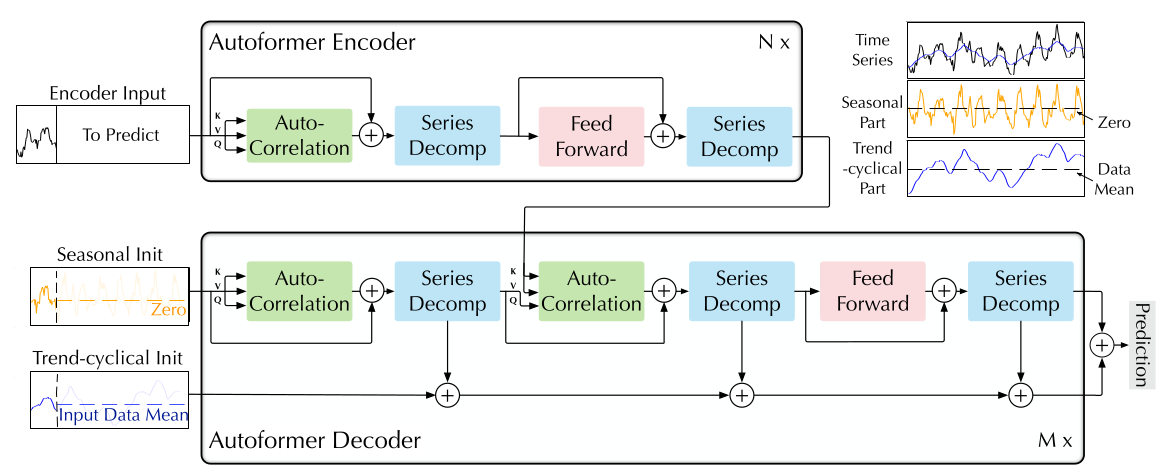 Autoformer Encoder
N x
Encoder Input
To Predict
K
V
Q
Auto-
Correlation
+
Series
Decomp
Feed
Forward
+
Series
Decomp
Time
Series
Seasonal
Part
Zero
Trend
-cyclical
Part
Data
Mean
Seasonal Init
Zero
K
V
Q
Auto-
Correlation
+
Series
Decomp
K
V
Q
Auto-
Correlation
+
Series
Decomp
Feed
Forward
+
Series
Decomp
+
Prediction
Trend-cyclical Init
Input Data Mean
+
+
+
Autoformer Decoder
M x